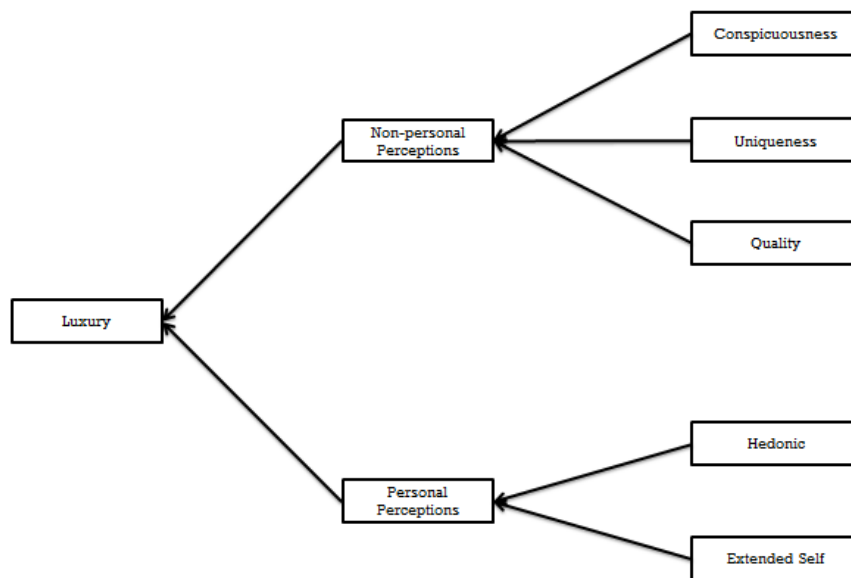 Conspicuousness
Non-personal
Perceptions
Uniqueness
Quality
Luxury
Hedonic
Personal
Perceptions
Extended Self